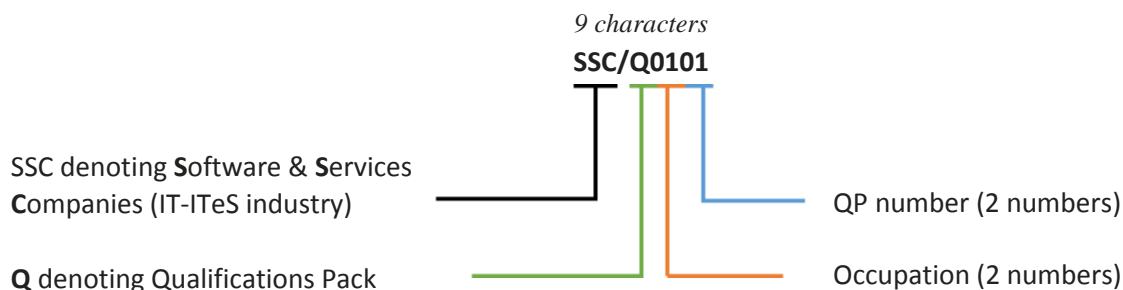 9 characters
SSC/Q0101
SSC denoting Software & Services
Companies (IT-ITeS industry)
QP number (2 numbers)
Q denoting Qualifications Pack
Occupation (2 numbers)